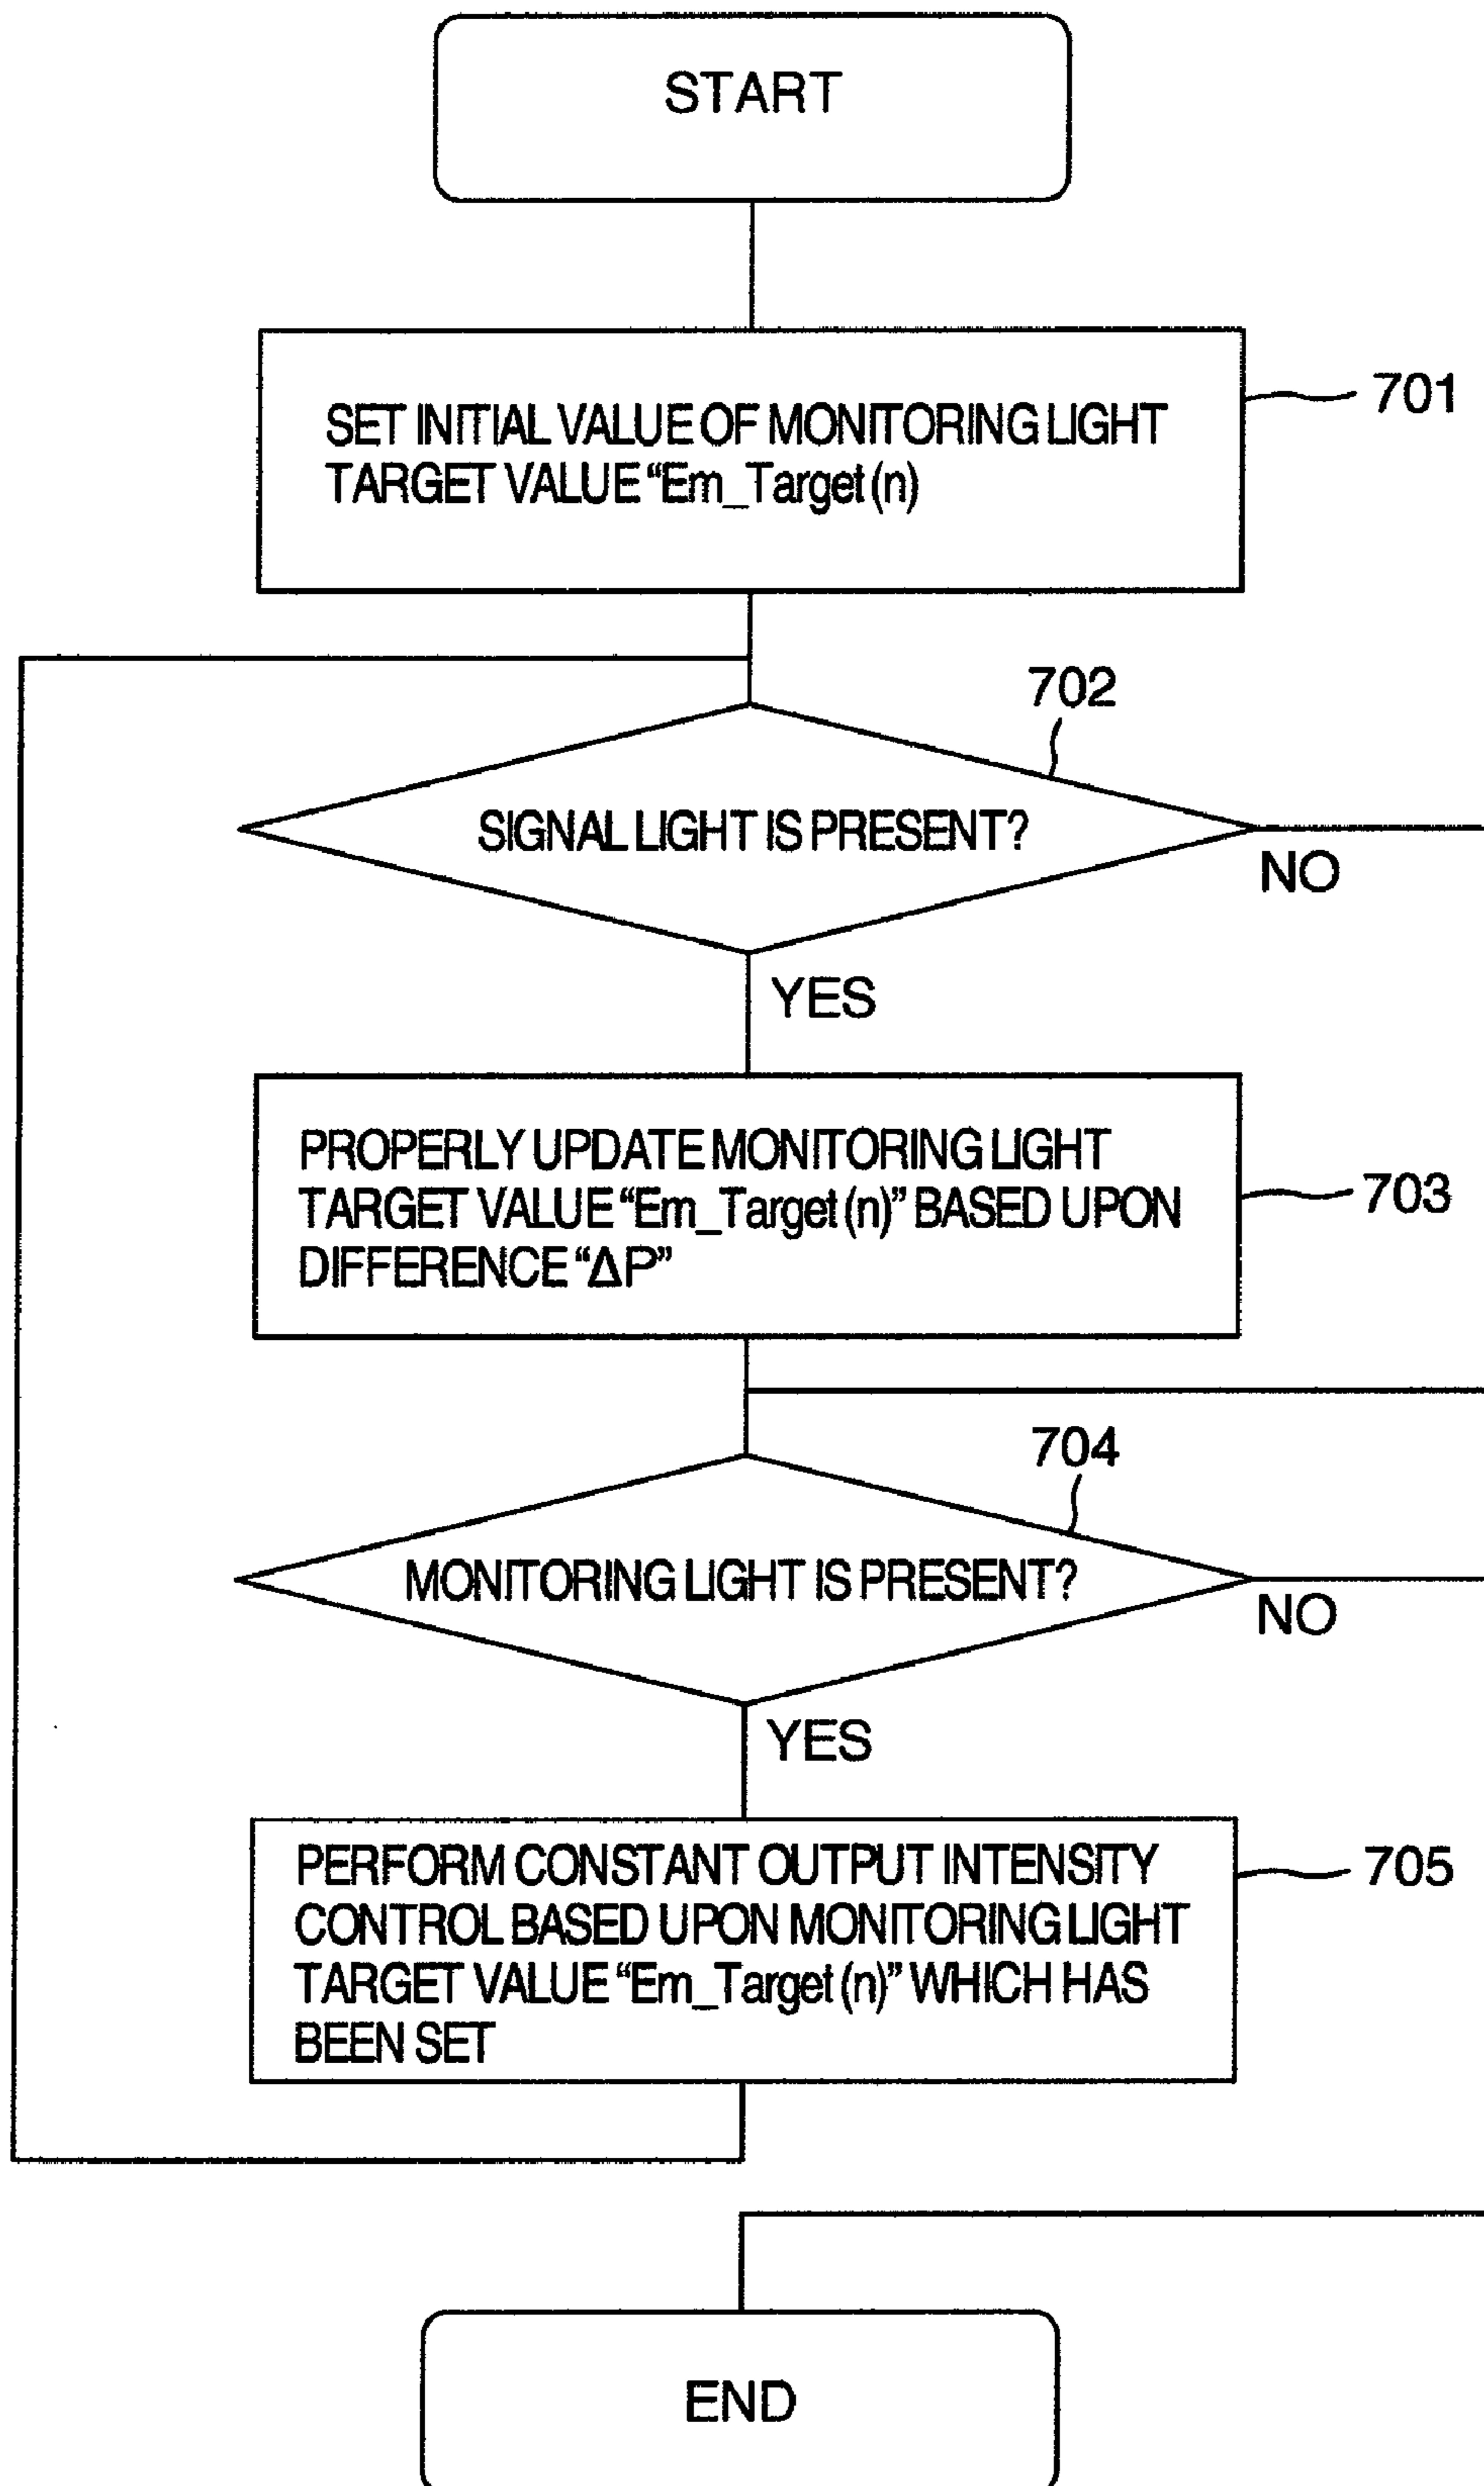 START
SET INITIAL VALUE OF MONITORING LIGHT
TARGET VALUE “Em_Target (n)
701
702
SIGNAL LIGHT IS PRESENT?
NO
YES
PROPERLY UPDATE MONITORING LIGHT
TARGET VALUE “Em_Target (n)” BASED UPON
DIFFERENCE “ΔP”
703
704
MONITORING LIGHT IS PRESENT?
NO
YES
PERFORM CONSTANT OUTPUT INTENSITY
CONTROL BASED UPON MONITORING LIGHT
TARGET VALUE “Em_Target (n)” WHICH HAS
BEEN SET
705
END